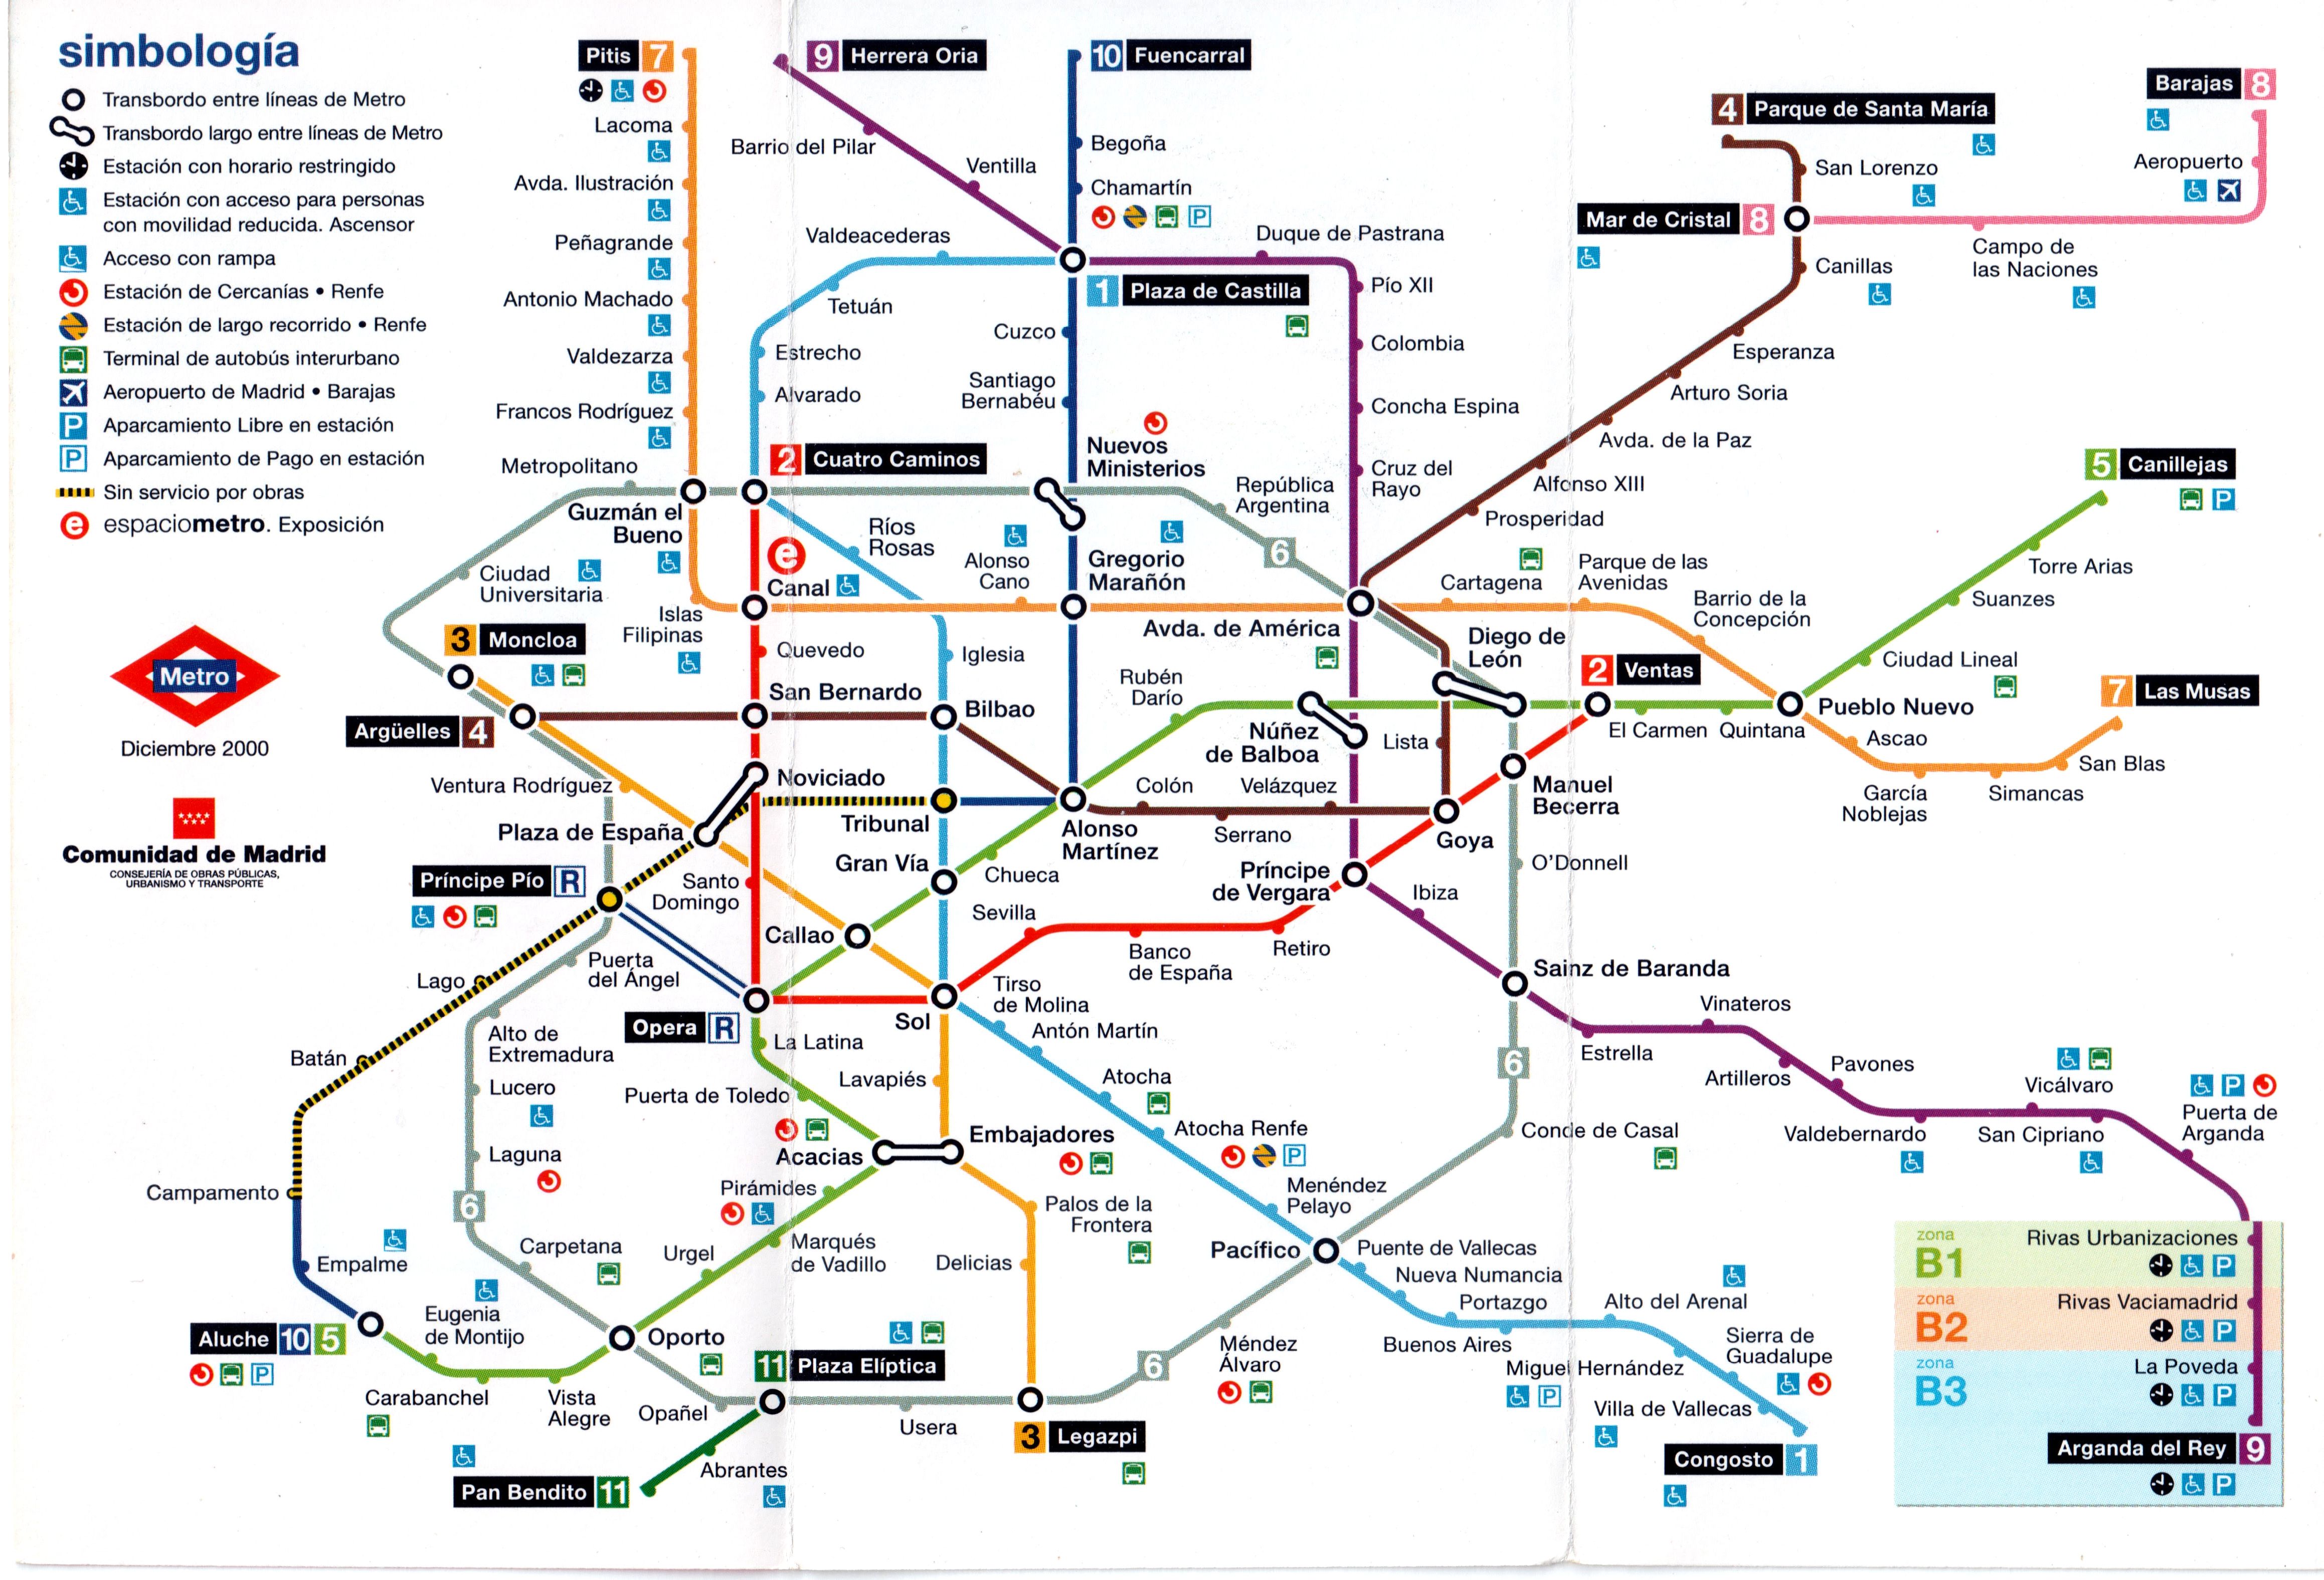 simbología
Transbordo entre líneas de Metro
Transbordo largo entre líneas de Metro
Estación con horario restringido
Estación con acceso para personas
con movilidad reducida. Ascensor
Acceso con rampa
Estación de Cercanías • Renfe
Estación de largo recorrido • Renfe
Terminal de autobús interurbano
Aeropuerto de Madrid • Barajas
P Aparcamiento Libre en estación
P Aparcamiento de Pago en estación
Sin servicio por obras
e espaciometro. Exposición
Metro
Diciembre 2000
Comunidad de Madrid
CONSEJERÍA DE OBRAS PÚBLICAS,
URBANISMO Y TRANSPORTE
Pitis 7
Lacoma
Avda. Ilustración
Peñagrande
Antonio Machado
Valdezarza
Francos Rodríguez
Metropolitano
Guzmán el
Bueno
Ciudad
Universitaria
Islas
Filipinas
3 Moncloa
Argüelles 4
Ventura Rodríguez
Plaza de España
Príncipe Pío R
Lago
Batán
Campamento
Empalme
Aluche 10 5
P
9 Herrera Oria
Barrio del Pilar
Ventilla
Valdeacederas
Tetuán
Estrecho
Alvarado
2 Cuatro Caminos
Ríos
Rosas
e
Canal
Quevedo
San Bernardo
Noviciado
Santo
Domingo
Callao
Opera R
Puerta
del Ángel
Alto de
Extremadura
Lucero
Laguna
6
Carpetana
Eugenia
de Montijo
Carabanchel
Vista
Alegre
Urgel
Oporto
Opañel
11 Plaza Elíptica
Abrantes
Pan Bendito 11
Usera
3 Legazpi
La Latina
Puerta de Toledo
Acacias
Pirámides
Marqués
de Vadillo
Lavapiés
Embajadores
Palos de la
Frontera
Delicias
10 Fuencarral
Begoña
Chamartín
P
1 Plaza de Castilla
Cuzco
Santiago
Bernabéu
Nuevos
Ministerios
Alonso
Cano
Gregorio
Marañón
Iglesia
Bilbao
Tribunal
Gran Vía
Chueca
Sol
Sevilla
Banco
de España
Retiro
Alonso
Martínez
Colón
Serrano
Velázquez
Rubén
Darío
Núñez
de Balboa
Príncipe
de Vergara
Lista
Goya
Duque de Pastrana
Pío XII
Colombia
Concha Espina
Cruz del
Rayo
República
Argentina
6
Avda. de América
Diego de
León
Cartagena
Parque de las
Avenidas
Barrio de la
Concepción
4 Parque de Santa María
San Lorenzo
Mar de Cristal 8
Canillas
Esperanza
Arturo Soria
Avda. de la Paz
Alfonso XIII
Prosperidad
Campo de
las Naciones
Aeropuerto
Barajas 8
5 Canillejas
P
Torre Arias
Suanzes
Ciudad Lineal
Pueblo Nuevo
2 Ventas
El Carmen
Quintana
7 Las Musas
Ascao
García
Noblejas
Simancas
San Blas
Manuel
Becerra
O'Donnell
Ibiza
Sainz de Baranda
6
Conde de Casal
Estrella
Vinateros
Artilleros
Pavones
Valdebernardo
Vicálvaro
San Cipriano
P
Puerta de
Arganda
Tirso
de Molina
Antón Martín
Atocha
Atocha Renfe
P
Menéndez
Pelayo
Pacífico
Méndez
Álvaro
6
Puente de Vallecas
Nueva Numancia
Portazgo
Buenos Aires
Alto del Arenal
Miguel Hernández
P
Sierra de
Guadalupe
Villa de Vallecas
Congosto 1
zona
B1
Rivas Urbanizaciones
P
zona
B2
Rivas Vaciamadrid
P
zona
B3
La Poveda
P
Arganda del Rey 9
P